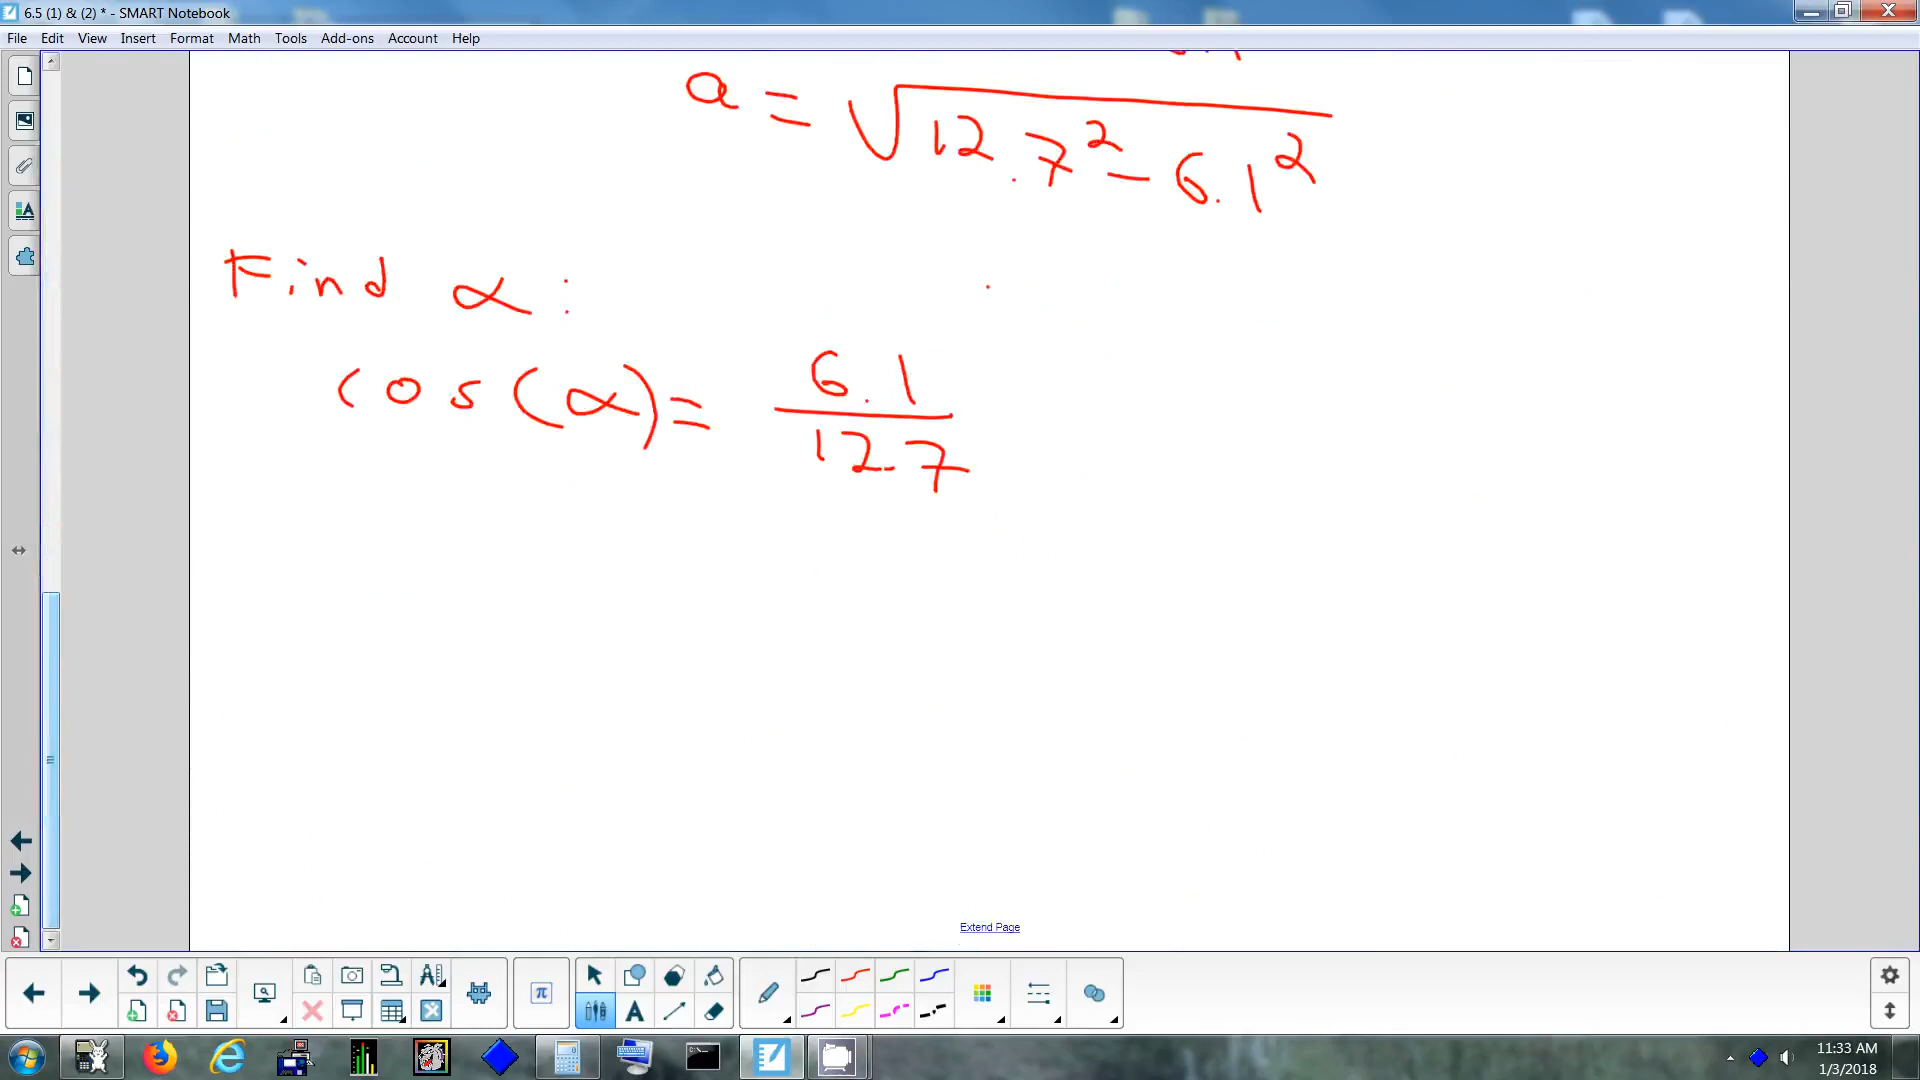 6.5 (1) & (2) * - SMART Notebook
File Edit View Insert Format Math Tools Add-ons Account Help
a = √12.7² - 6.1²
Find α :
cos(α) = 6.1
12.7
Extend Page
11:33 AM
1/3/2018